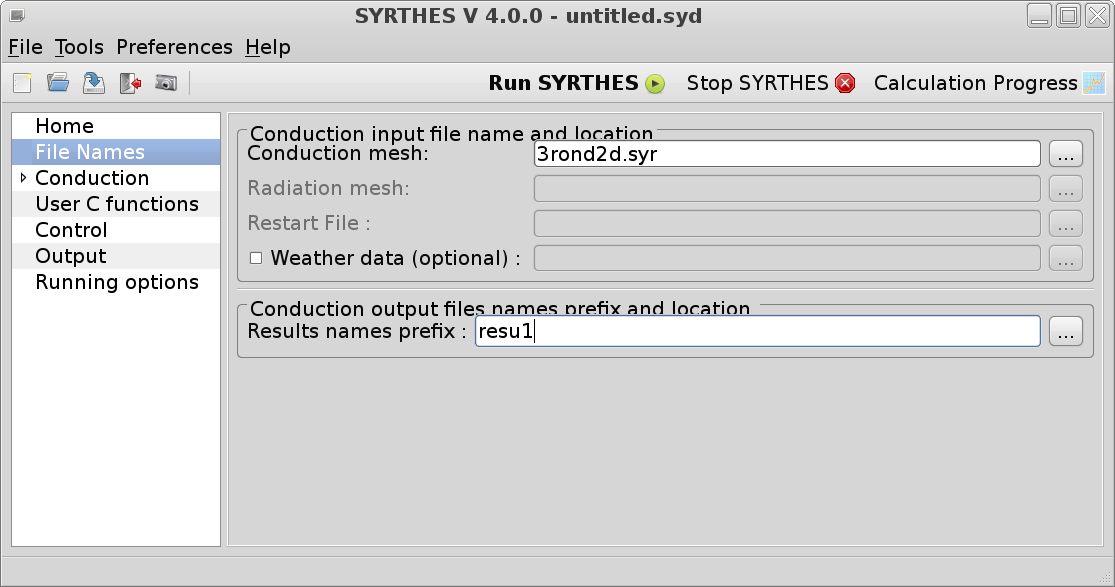 SYRTHES V 4.0.0 - untitled.syd
File Tools Preferences Help
Run SYRTHES Stop SYRTHES Calculation Progress
Home
File Names
Conduction
User C functions
Control
Output
Running options
Conduction input file name and location
Conduction mesh: 3rond2d.syr ...
Radiation mesh: ...
Restart File : ...
Weather data (optional) : ...
Conduction output files names prefix and location
Results names prefix : resu1 ...